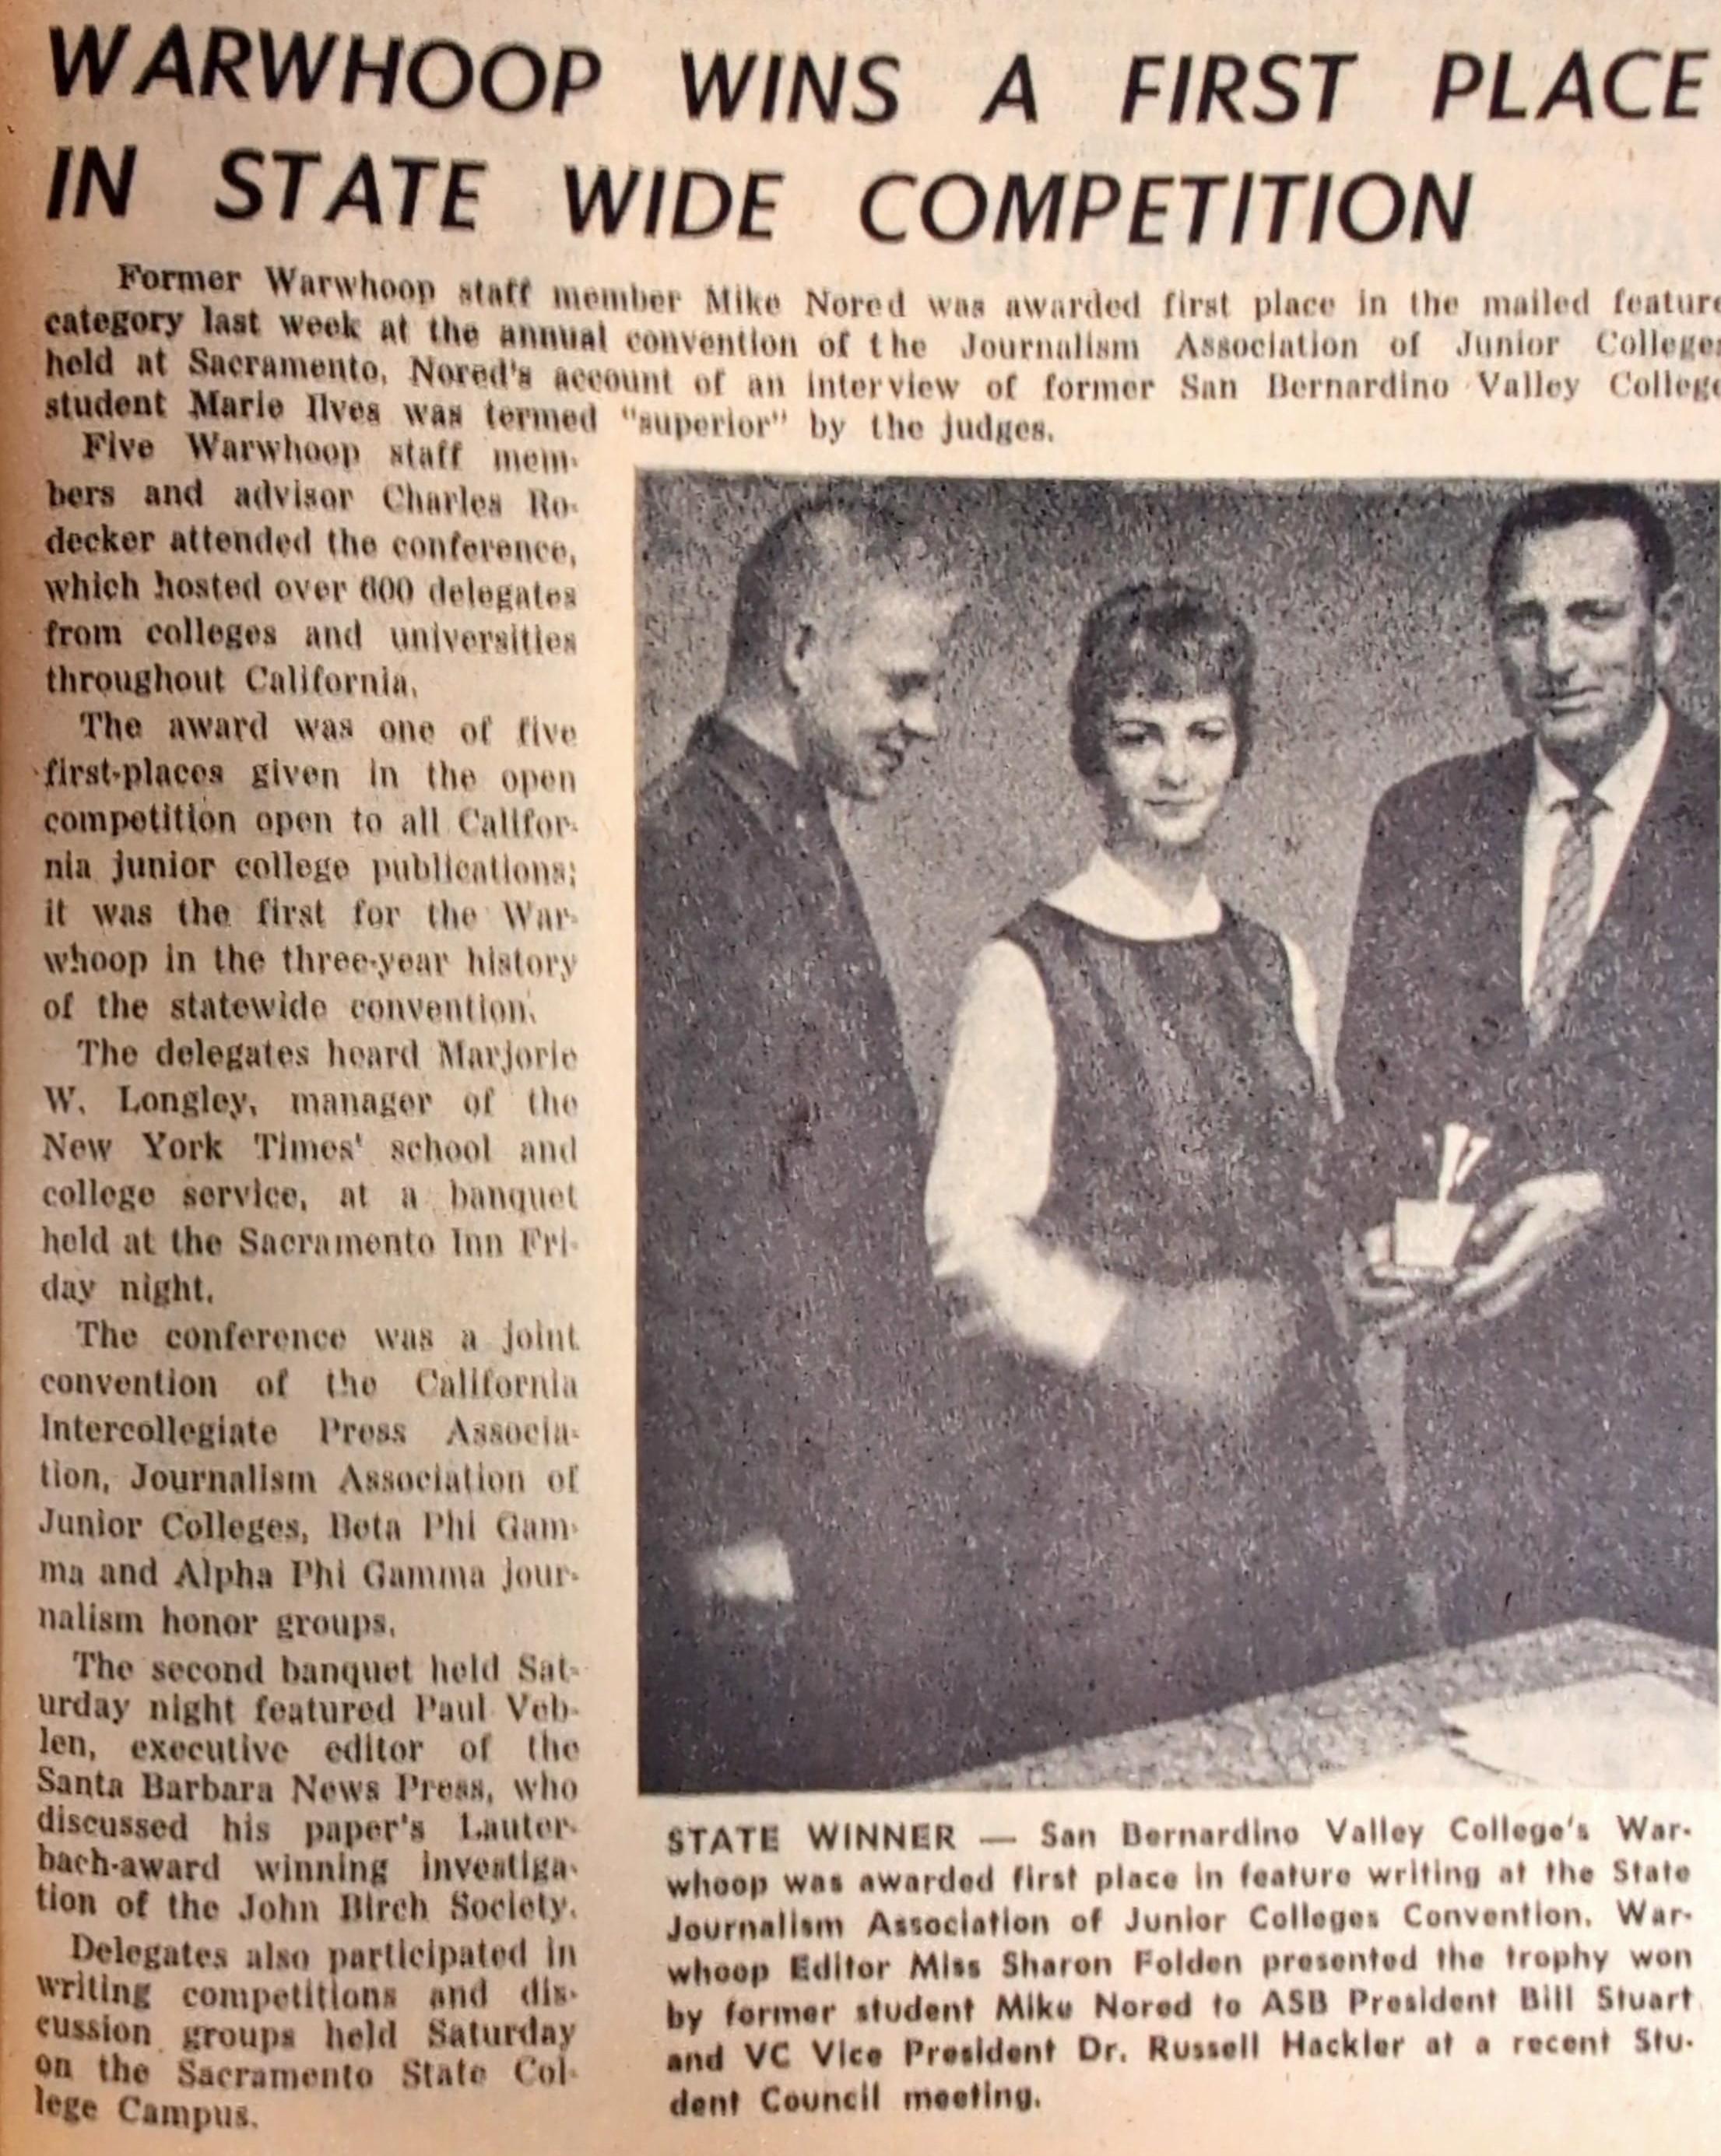 WARWHOOP WINS A FIRST PLACE
IN STATE WIDE COMPETITION
Former Warwhoop staff member Mike Nored was awarded first place in the mailed feature
category last week at the annual convention of the Journalism Association of Junior Colleges
held at Sacramento. Nored's account of an interview of former San Bernardino Valley College
student Marie Ilves was termed "superior" by the judges.
Five Warwhoop staff mem-
bers and advisor Charles Ro-
decker attended the conference,
which hosted over 600 delegates
from colleges and universities
throughout California.
The award was one of five
first-places given in the open
competition open to all Califor-
nia junior college publications;
it was the first for the War-
whoop in the three-year history
of the statewide convention.
The delegates heard Marjorie
W. Longley, manager of the
New York Times' school and
college service, at a banquet
held at the Sacramento Inn Fri-
day night.
The conference was a joint
convention of the California
Intercollegiate Press Associa-
tion, Journalism Association of
Junior Colleges, Beta Phi Gam-
ma and Alpha Phi Gamma jour-
nalism honor groups.
The second banquet held Sat-
urday night featured Paul Veb-
len, executive editor of the
Santa Barbara News Press, who
discussed his paper's Lauter-
bach-award winning investiga-
tion of the John Birch Society.
Delegates also participated in
writing competitions and dis-
cussion groups held Saturday
on the Sacramento State Col-
lege Campus.
STATE WINNER — San Bernardino Valley College's War-
whoop was awarded first place in feature writing at the State
Journalism Association of Junior Colleges Convention. War-
whoop Editor Miss Sharon Folden presented the trophy won
by former student Mike Nored to ASB President Bill Stuart
and VC Vice President Dr. Russell Hackler at a recent Stu-
dent Council meeting.